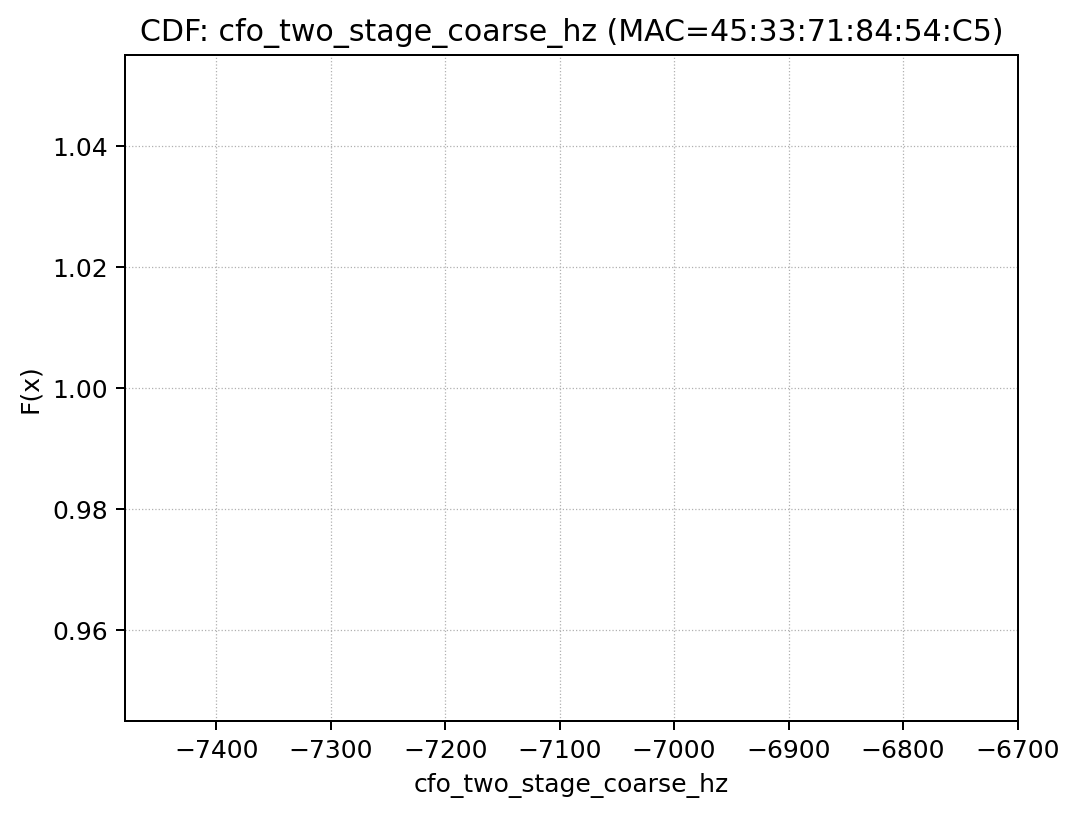 CDF: cfo_two_stage_coarse_hz (MAC=45:33:71:84:54:C5)
1.04
1.02
1.00
0.98
0.96
F(x)
−7400 −7300 −7200 −7100 −7000 −6900 −6800 −6700
cfo_two_stage_coarse_hz